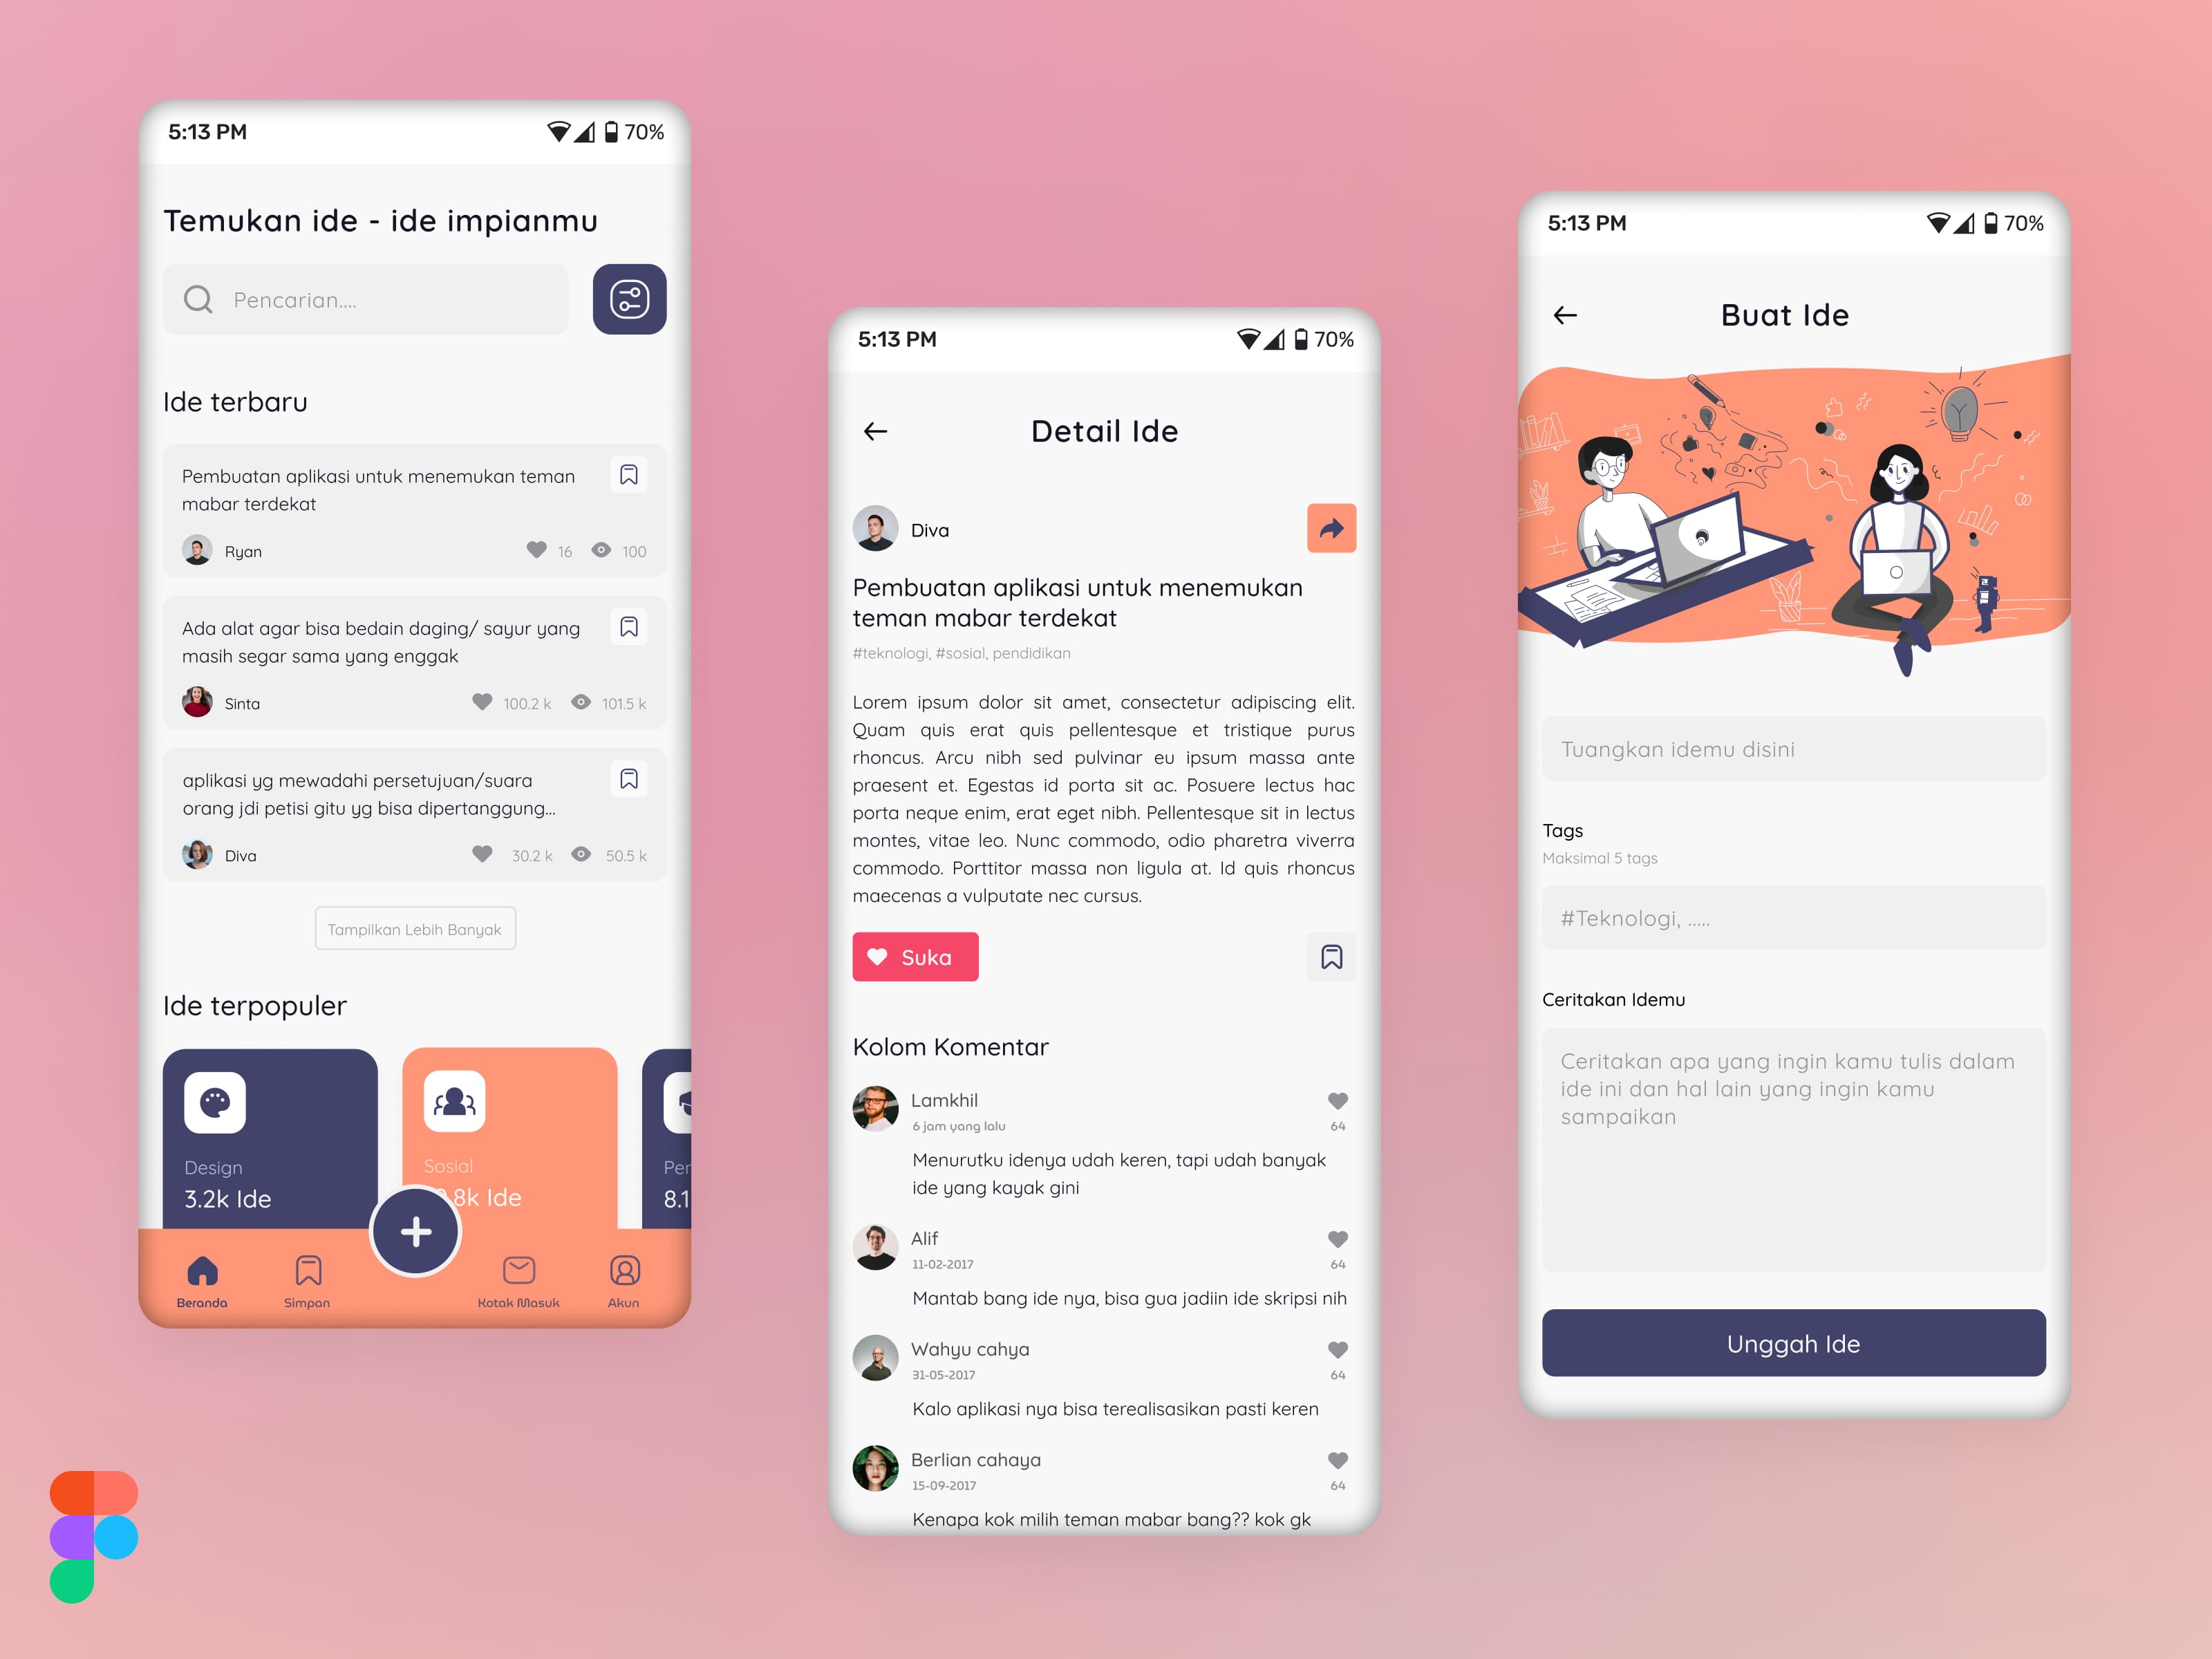 5:13 PM
70%
Temukan ide - ide impianmu
Pencarian....
Ide terbaru
Pembuatan aplikasi untuk menemukan teman
mabar terdekat
Ryan
16
100
Ada alat agar bisa bedain daging/ sayur yang
masih segar sama yang enggak
Sinta
100.2 k
101.5 k
aplikasi yg mewadahi persetujuan/suara
orang jdi petisi gitu yg bisa dipertanggung...
Diva
30.2 k
50.5 k
Tampilkan Lebih Banyak
Ide terpopuler
Design
3.2k Ide
Sosial
.8k Ide
Beranda
Simpan
Kotak Masuk
Akun
5:13 PM
70%
Detail Ide
Diva
Pembuatan aplikasi untuk menemukan
teman mabar terdekat
#teknologi, #sosial, pendidikan
Lorem ipsum dolor sit amet, consectetur adipiscing elit.
Quam quis erat quis pellentesque et tristique purus
rhoncus. Arcu nibh sed pulvinar eu ipsum massa ante
praesent et. Egestas id porta sit ac. Posuere lectus hac
porta neque enim, erat eget nibh. Pellentesque sit in lectus
montes, vitae leo. Nunc commodo, odio pharetra viverra
commodo. Porttitor massa non ligula at. Id quis rhoncus
maecenas a vulputate nec cursus.
Suka
Kolom Komentar
Lamkhil
6 jam yang lalu
64
Menurutku idenya udah keren, tapi udah banyak
ide yang kayak gini
Alif
11-02-2017
64
Mantab bang ide nya, bisa gua jadiin ide skripsi nih
Wahyu cahya
31-05-2017
64
Kalo aplikasi nya bisa terealisasikan pasti keren
Berlian cahaya
15-09-2017
64
Kenapa kok milih teman mabar bang?? kok gk
5:13 PM
70%
Buat Ide
Tuangkan idemu disini
Tags
Maksimal 5 tags
#Teknologi, .....
Ceritakan Idemu
Ceritakan apa yang ingin kamu tulis dalam
ide ini dan hal lain yang ingin kamu
sampaikan
Unggah Ide